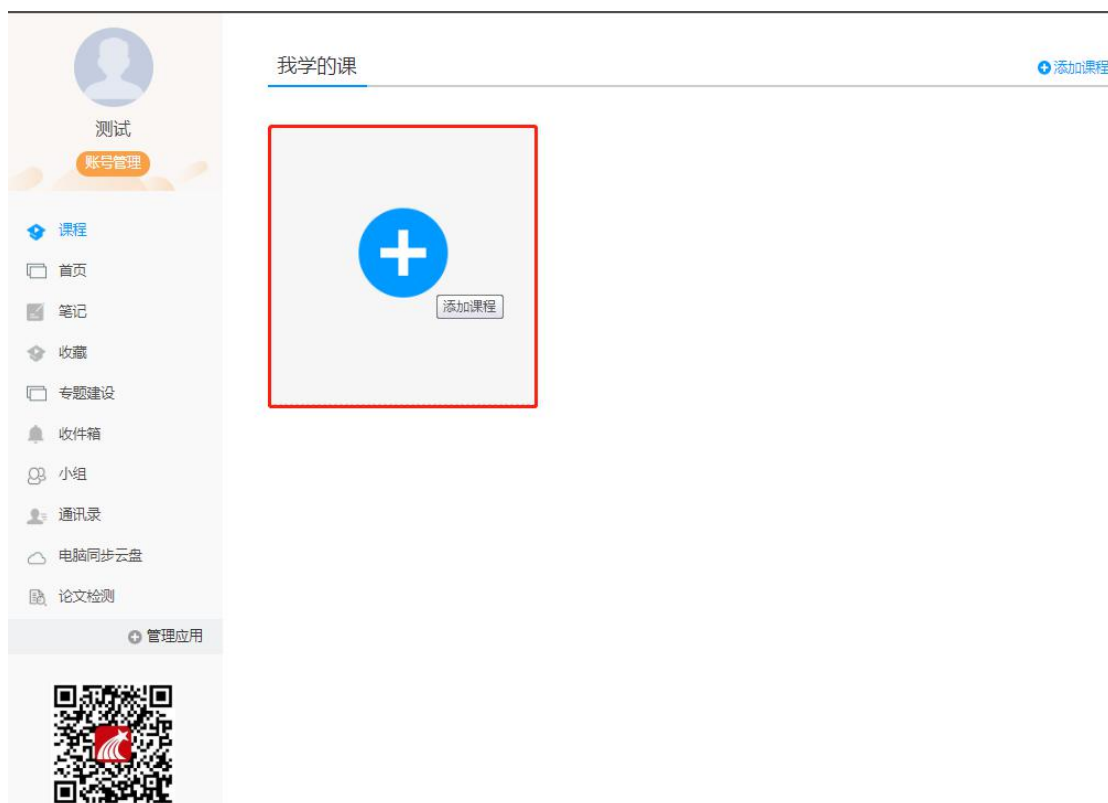 测试
账号管理
课程
首页
笔记
收藏
专题建设
收件箱
小组
通讯录
电脑同步云盘
论文检测
管理应用
我学的课
添加课程
添加课程